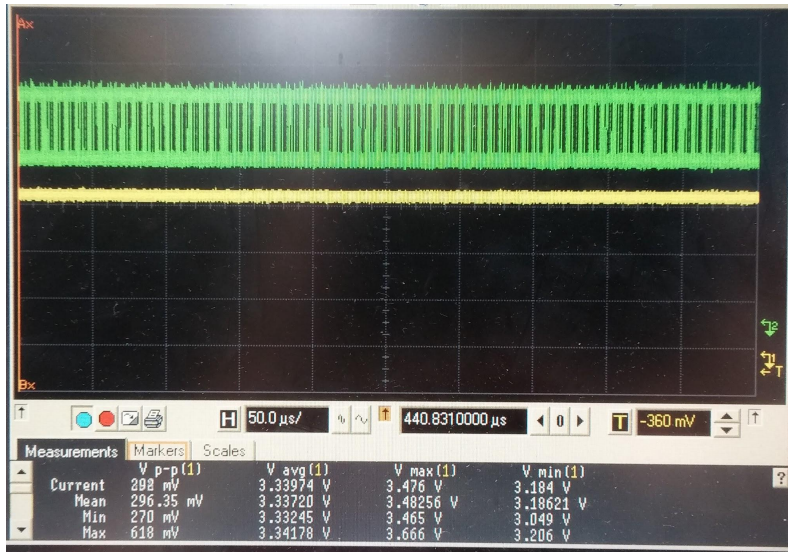 Ax
2
1
T
Bx
H 50.0 µs/ 440.8310000 µs 0 T -360 mV
Measurements Markers Scales
V p-p(1) V avg(1) V max(1) V min(1)
Current 292 mV 3.33974 V 3.476 V 3.184 V
Mean 296.35 mV 3.33720 V 3.48256 V 3.18621 V
Min 270 mV 3.33245 V 3.465 V 3.049 V
Max 618 mV 3.34178 V 3.666 V 3.206 V
?